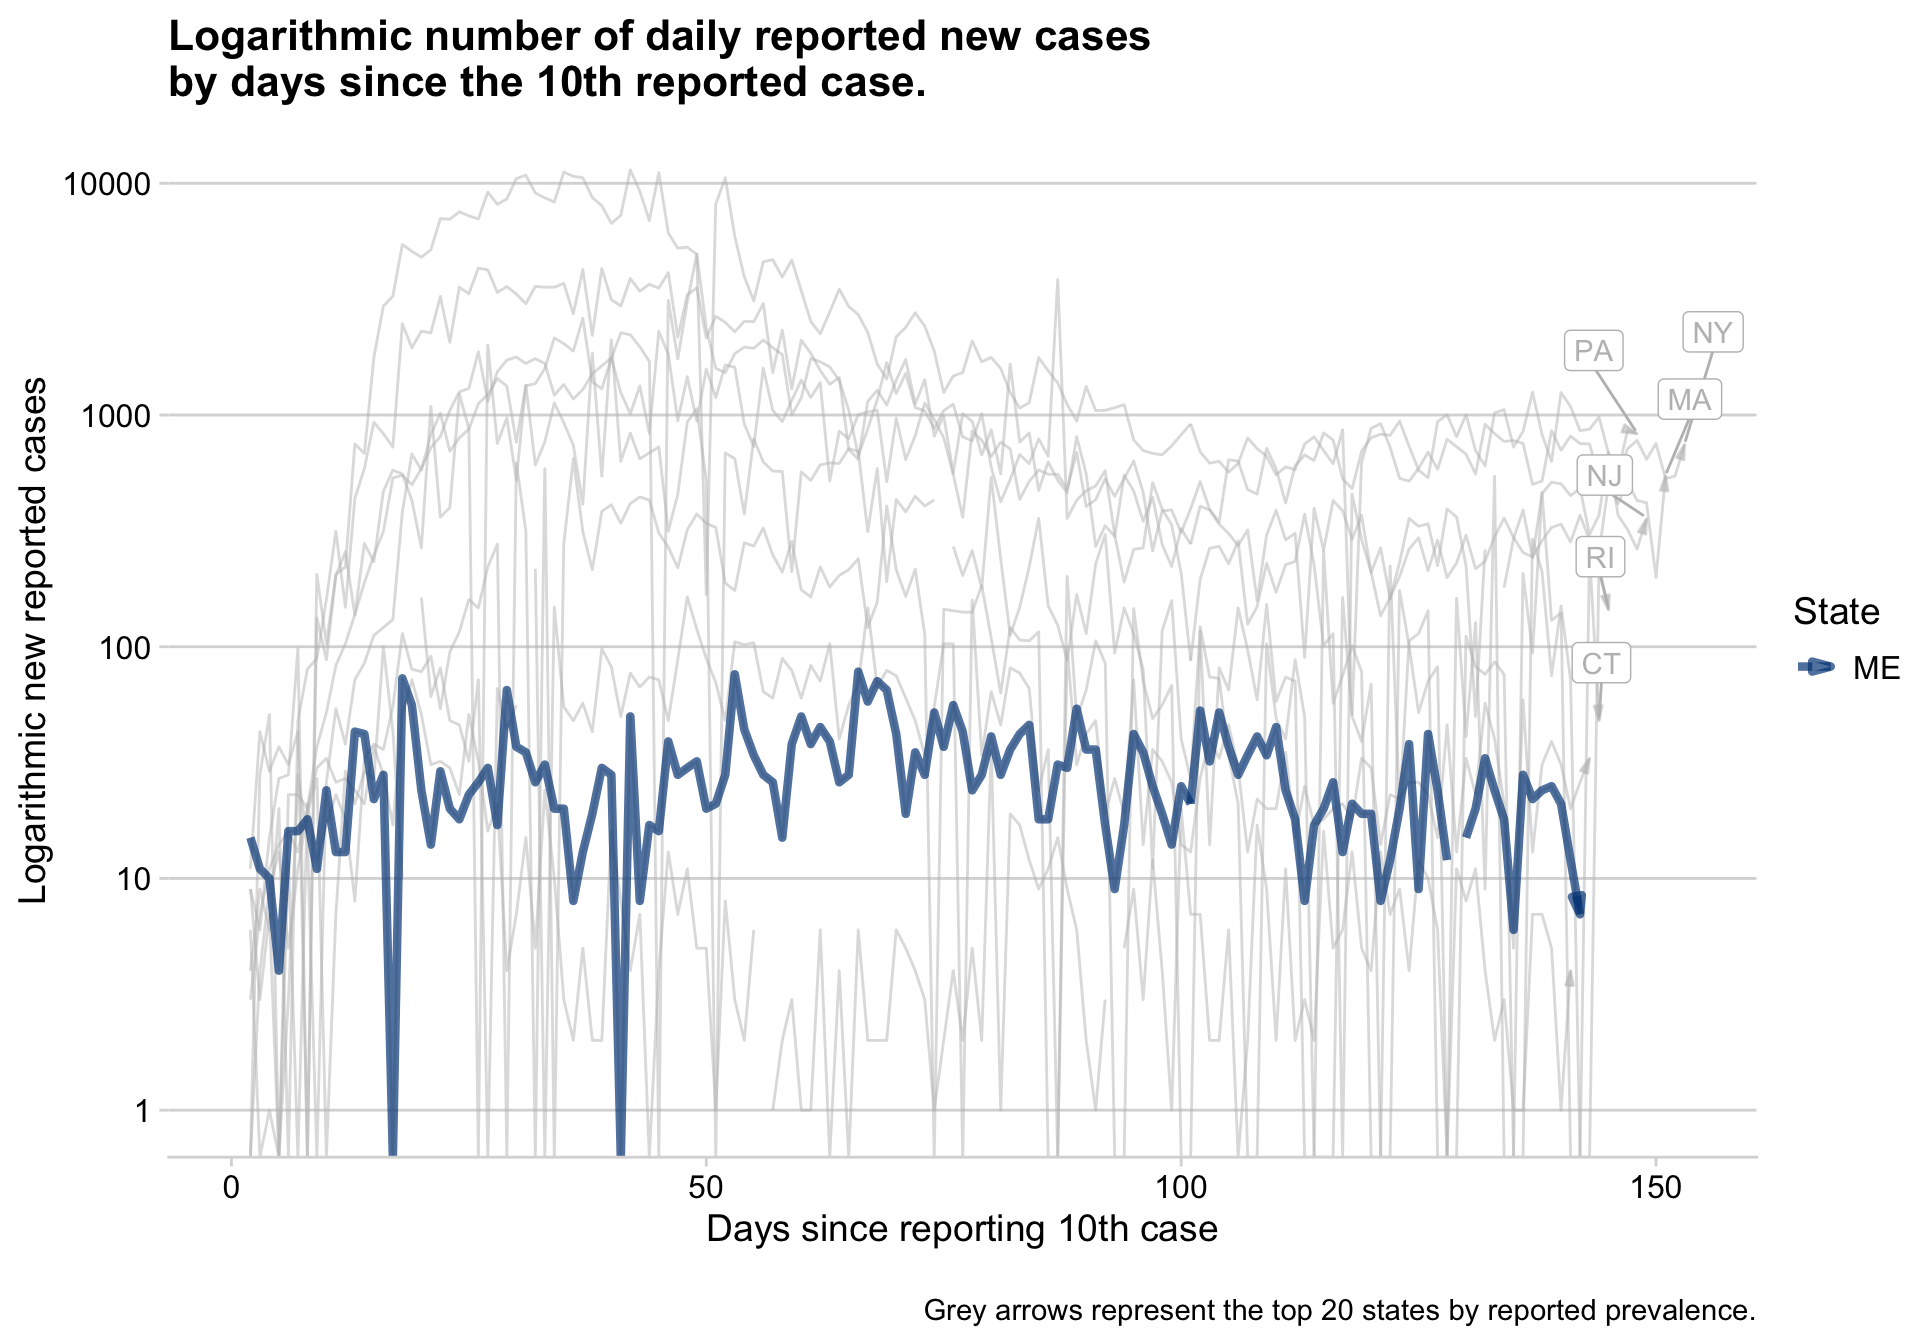 Logarithmic number of daily reported new cases
by days since the 10th reported case.
Logarithmic new reported cases
10000
1000
100
10
1
PA
NY
MA
NJ
RI
CT
State
ME
0
50
100
150
Days since reporting 10th case
Grey arrows represent the top 20 states by reported prevalence.